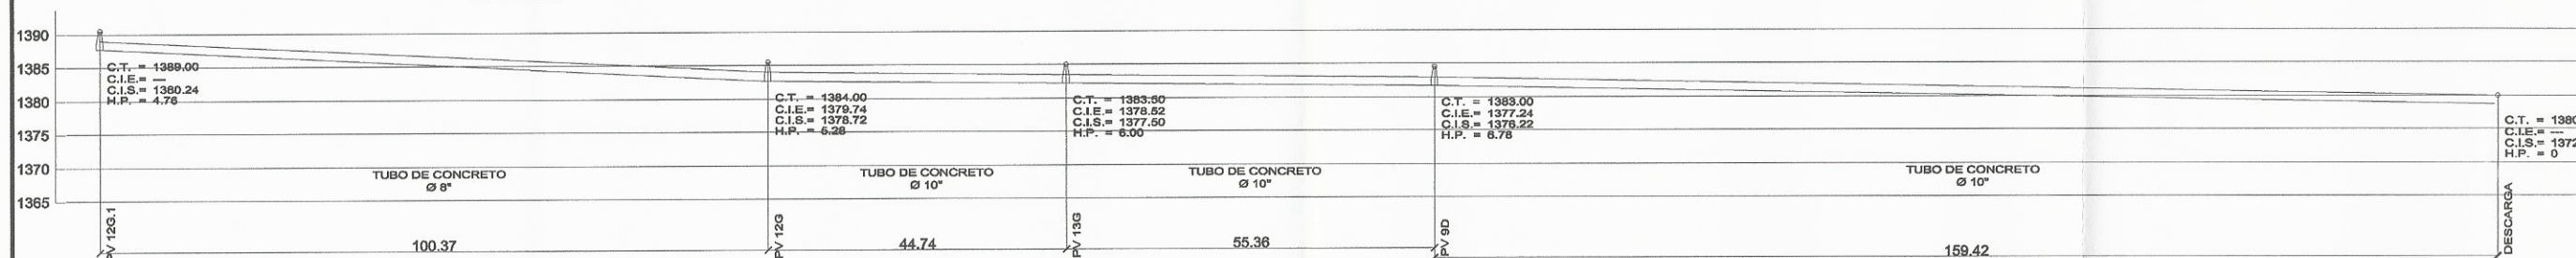 1390
1385
1380
1375
1370
1365
C.T. = 1389.00
C.I.E.= ---
C.I.S.= 1380.24
H.P. = 4.76
C.T. = 1384.00
C.I.E.= 1379.74
C.I.S.= 1378.72
H.P. = 5.28
C.T. = 1383.50
C.I.E.= 1378.52
C.I.S.= 1377.50
H.P. = 6.00
C.T. = 1383.00
C.I.E.= 1377.24
C.I.S.= 1376.22
H.P. = 6.78
C.T. = 1380
C.I.E.= ---
C.I.S.= 1372
H.P. = 0
TUBO DE CONCRETO
Ø 8"
TUBO DE CONCRETO
Ø 10"
TUBO DE CONCRETO
Ø 10"
TUBO DE CONCRETO
Ø 10"
PV 12G.1
PV 12G
PV 13G
PV 9D
DESCARGA
100.37
44.74
55.36
159.42